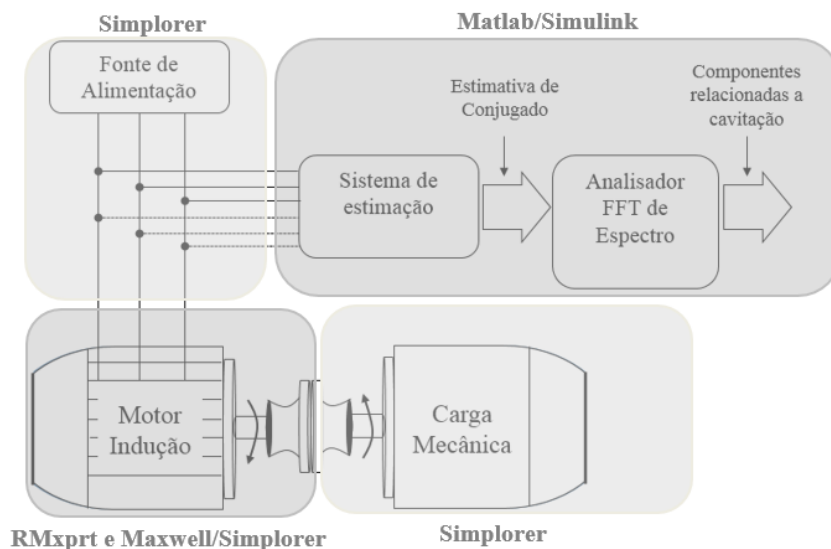 Simplorer
Matlab/Simulink
Fonte de
Alimentação
Estimativa de
Conjugado
Componentes
relacionadas a
cavitação
Sistema de
estimação
Analisador
FFT de
Espectro
Motor
Indução
Carga
Mecânica
RMxprt e Maxwell/Simplorer
Simplorer